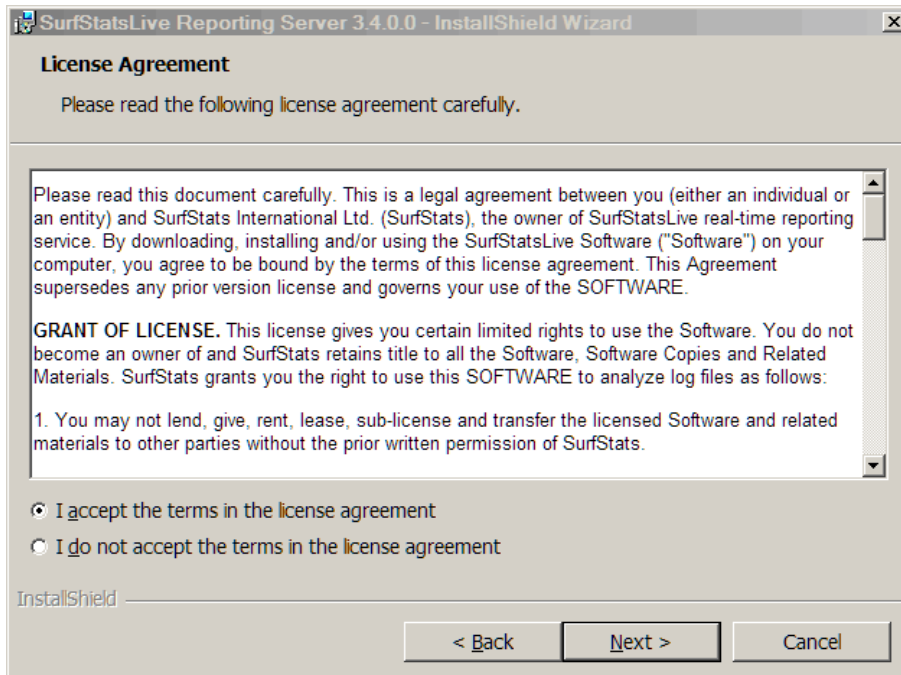 SurfStatsLive Reporting Server 3.4.0.0 - InstallShield Wizard
License Agreement
Please read the following license agreement carefully.
Please read this document carefully. This is a legal agreement between you (either an individual or
an entity) and SurfStats International Ltd. (SurfStats), the owner of SurfStatsLive real-time reporting
service. By downloading, installing and/or using the SurfStatsLive Software ("Software") on your
computer, you agree to be bound by the terms of this license agreement. This Agreement
supersedes any prior version license and governs your use of the SOFTWARE.
GRANT OF LICENSE. This license gives you certain limited rights to use the Software. You do not
become an owner of and SurfStats retains title to all the Software, Software Copies and Related
Materials. SurfStats grants you the right to use this SOFTWARE to analyze log files as follows:
1. You may not lend, give, rent, lease, sub-license and transfer the licensed Software and related
materials to other parties without the prior written permission of SurfStats.
I accept the terms in the license agreement
I do not accept the terms in the license agreement
InstallShield
< Back Next > Cancel